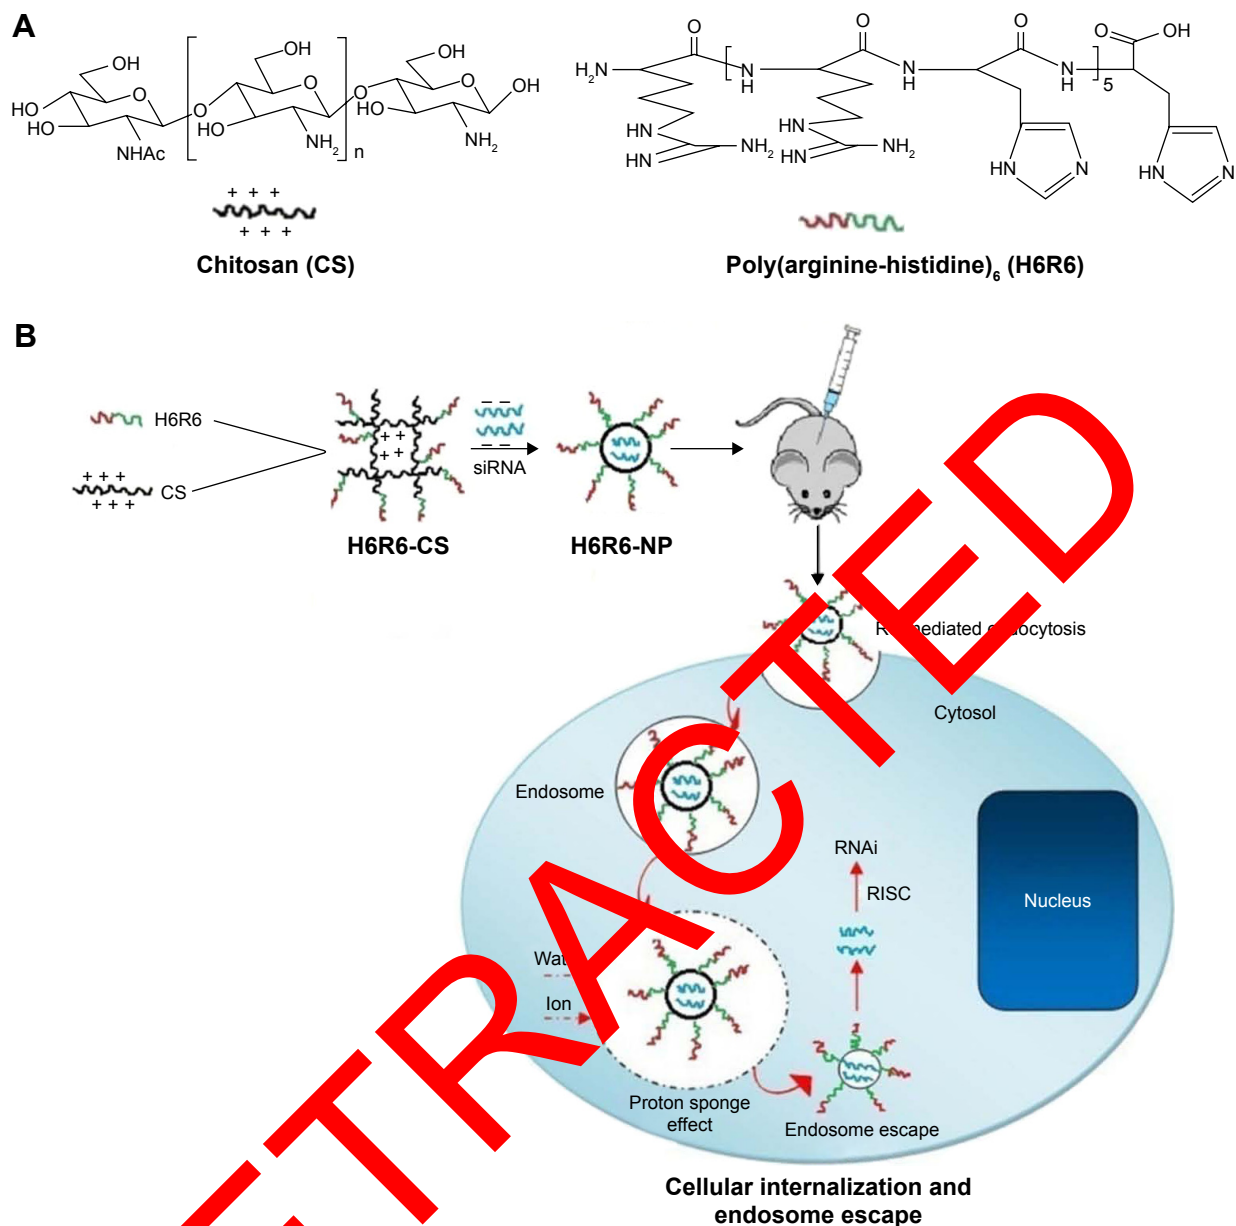 A
OH
HO
HO
NHAc
O
O
OH
O
HO
NH2
n
O
OH
O
HO
OH
NH2
+ + +
+ + +
Chitosan (CS)
H2N
O
N
H
O
N
H
O
N
H
5
O
OH
HN
HN
NH2
HN
HN
NH2
HN
N
HN
N
Poly(arginine-histidine)6 (H6R6)
B
H6R6
+ + +
CS
+ + +
+ +
+ +
H6R6-CS
– –
– –
siRNA
H6R6-NP
mediated
Cytosol
Endosome
RNAi
RISC
Nucleus
Ion
Proton sponge
effect
Endosome escape
Cellular internalization and
endosome escape
ETRACTED